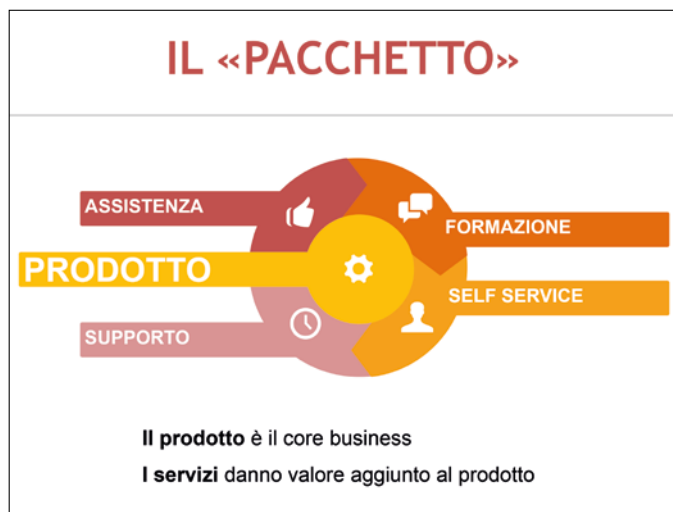 IL «PACCHETTO»
ASSISTENZA
FORMAZIONE
PRODOTTO
SELF SERVICE
SUPPORTO
Il prodotto è il core business
I servizi danno valore aggiunto al prodotto